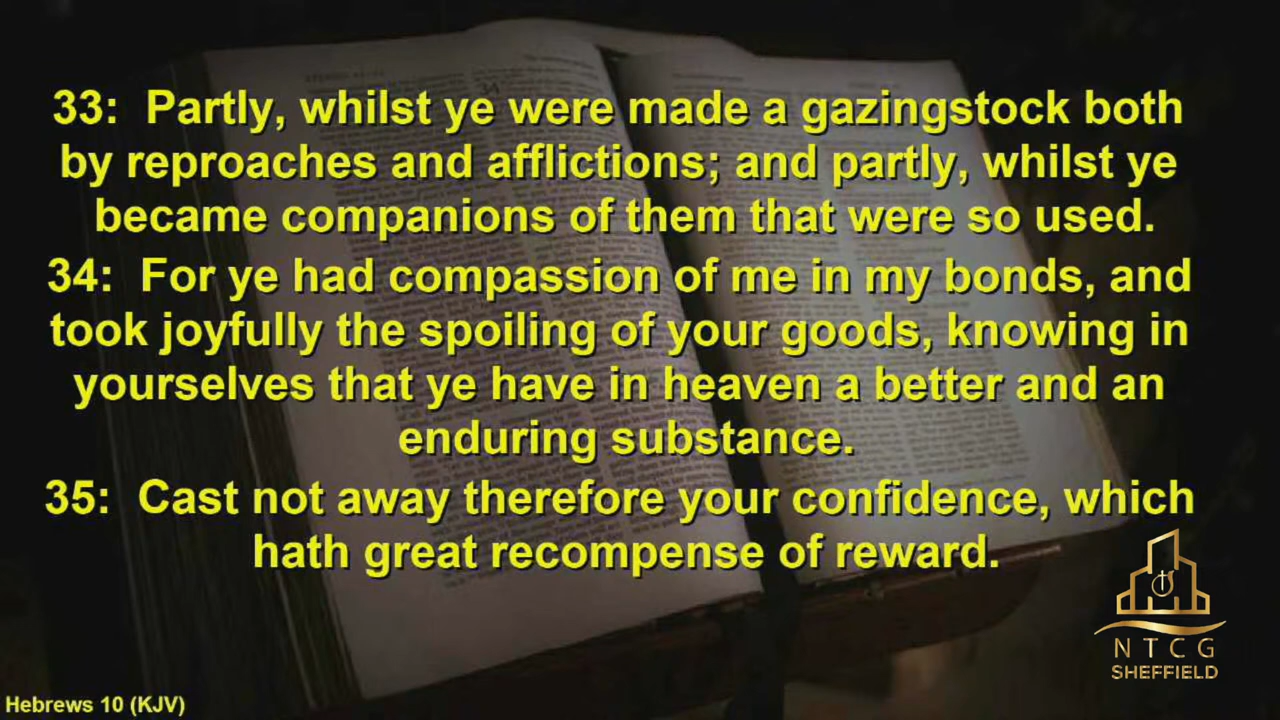 33: Partly, whilst ye were made a gazingstock both
by reproaches and afflictions; and partly, whilst ye
became companions of them that were so used.
34: For ye had compassion of me in my bonds, and
took joyfully the spoiling of your goods, knowing in
yourselves that ye have in heaven a better and an
enduring substance.
35: Cast not away therefore your confidence, which
hath great recompense of reward.
NTCG
SHEFFIELD
Hebrews 10 (KJV)